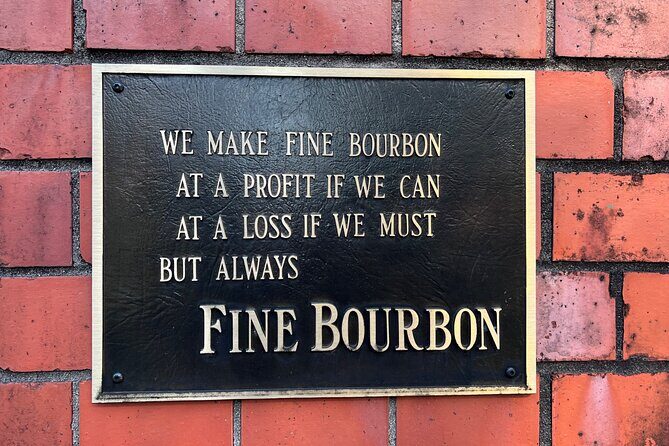 WE MAKE FINE BOURBON
AT A PROFIT IF WE CAN
AT A LOSS IF WE MUST
BUT ALWAYS
FINE BOURBON